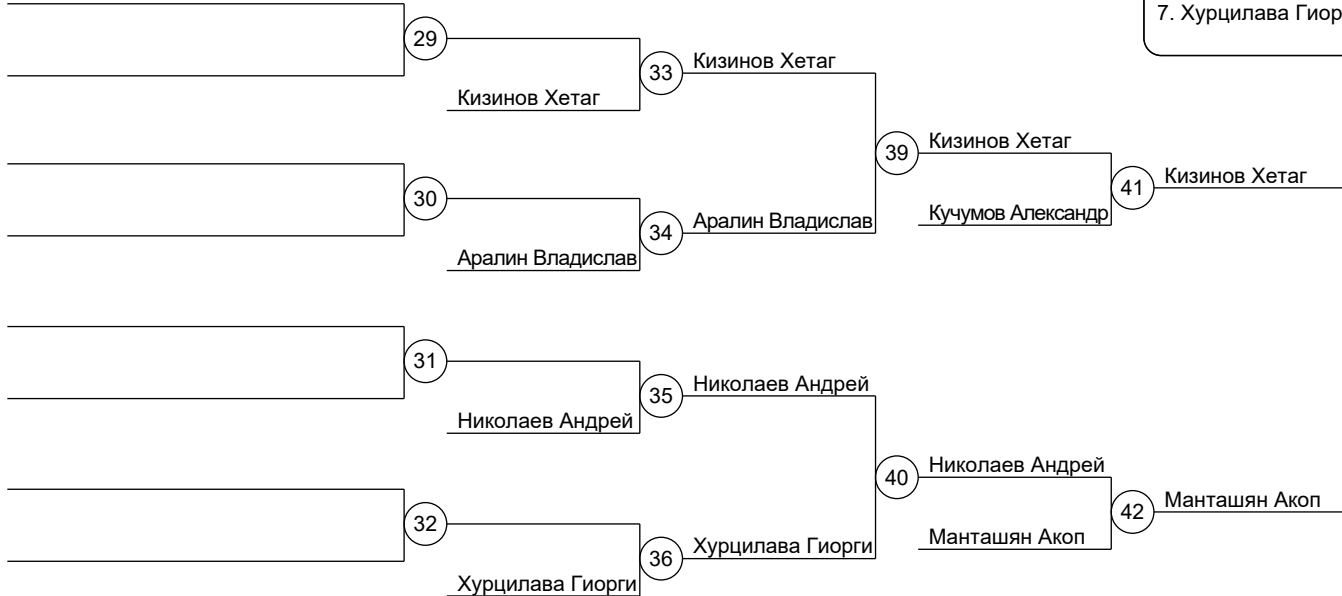 7. Хурцилава Гиор
29
33
Кизинов Хетаг
Кизинов Хетаг
39
Кизинов Хетаг
30
41
Кизинов Хетаг
34
Аралин Владислав
Кучумов Александр
Аралин Владислав
31
35
Николаев Андрей
Николаев Андрей
40
Николаев Андрей
32
42
Манташян Акоп
36
Хурцилава Гиорги
Манташян Акоп
Хурцилава Гиорги